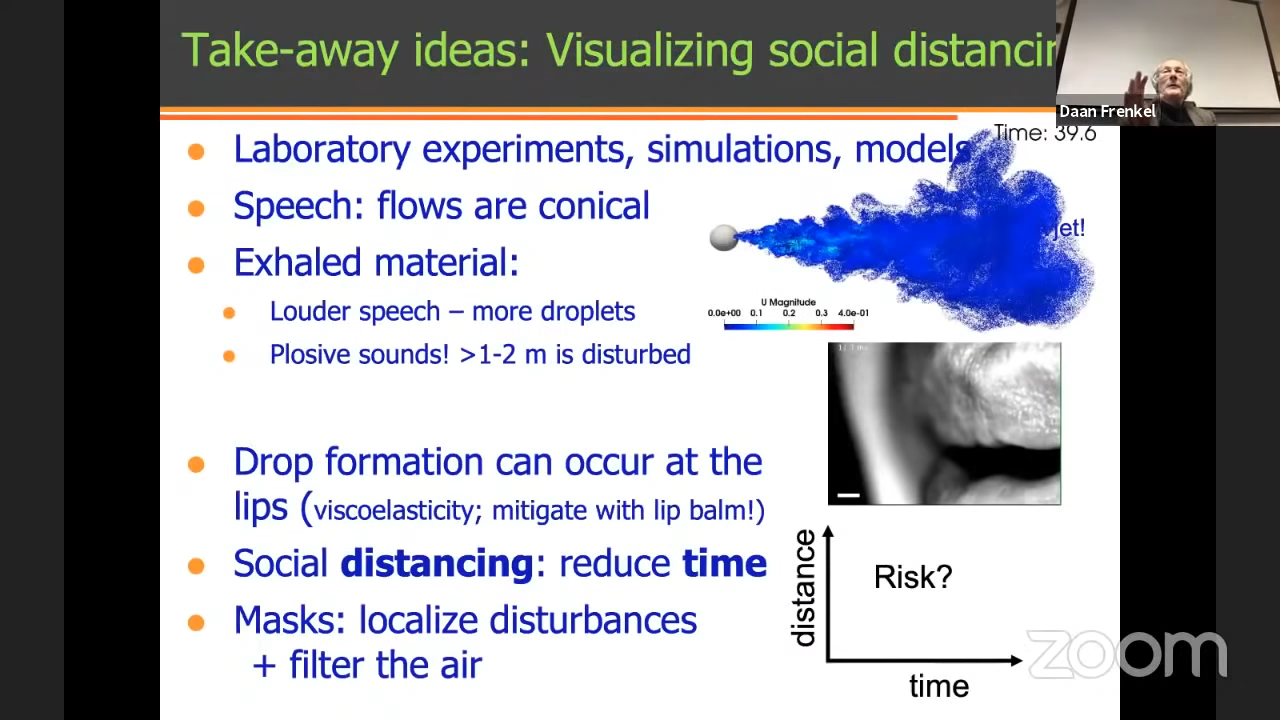 Take-away ideas: Visualizing social distancin
Daan Frenkel
Time: 39.6
Laboratory experiments, simulations, models
Speech: flows are conical
jet!
Exhaled material:
U Magnitude
0.0e+00 0.1 0.2 0.3 4.0e-01
Louder speech – more droplets
Plosive sounds! >1-2 m is disturbed
Drop formation can occur at the
lips (viscoelasticity; mitigate with lip balm!)
Social distancing: reduce time
Masks: localize disturbances
+ filter the air
distance
Risk?
time
zoom